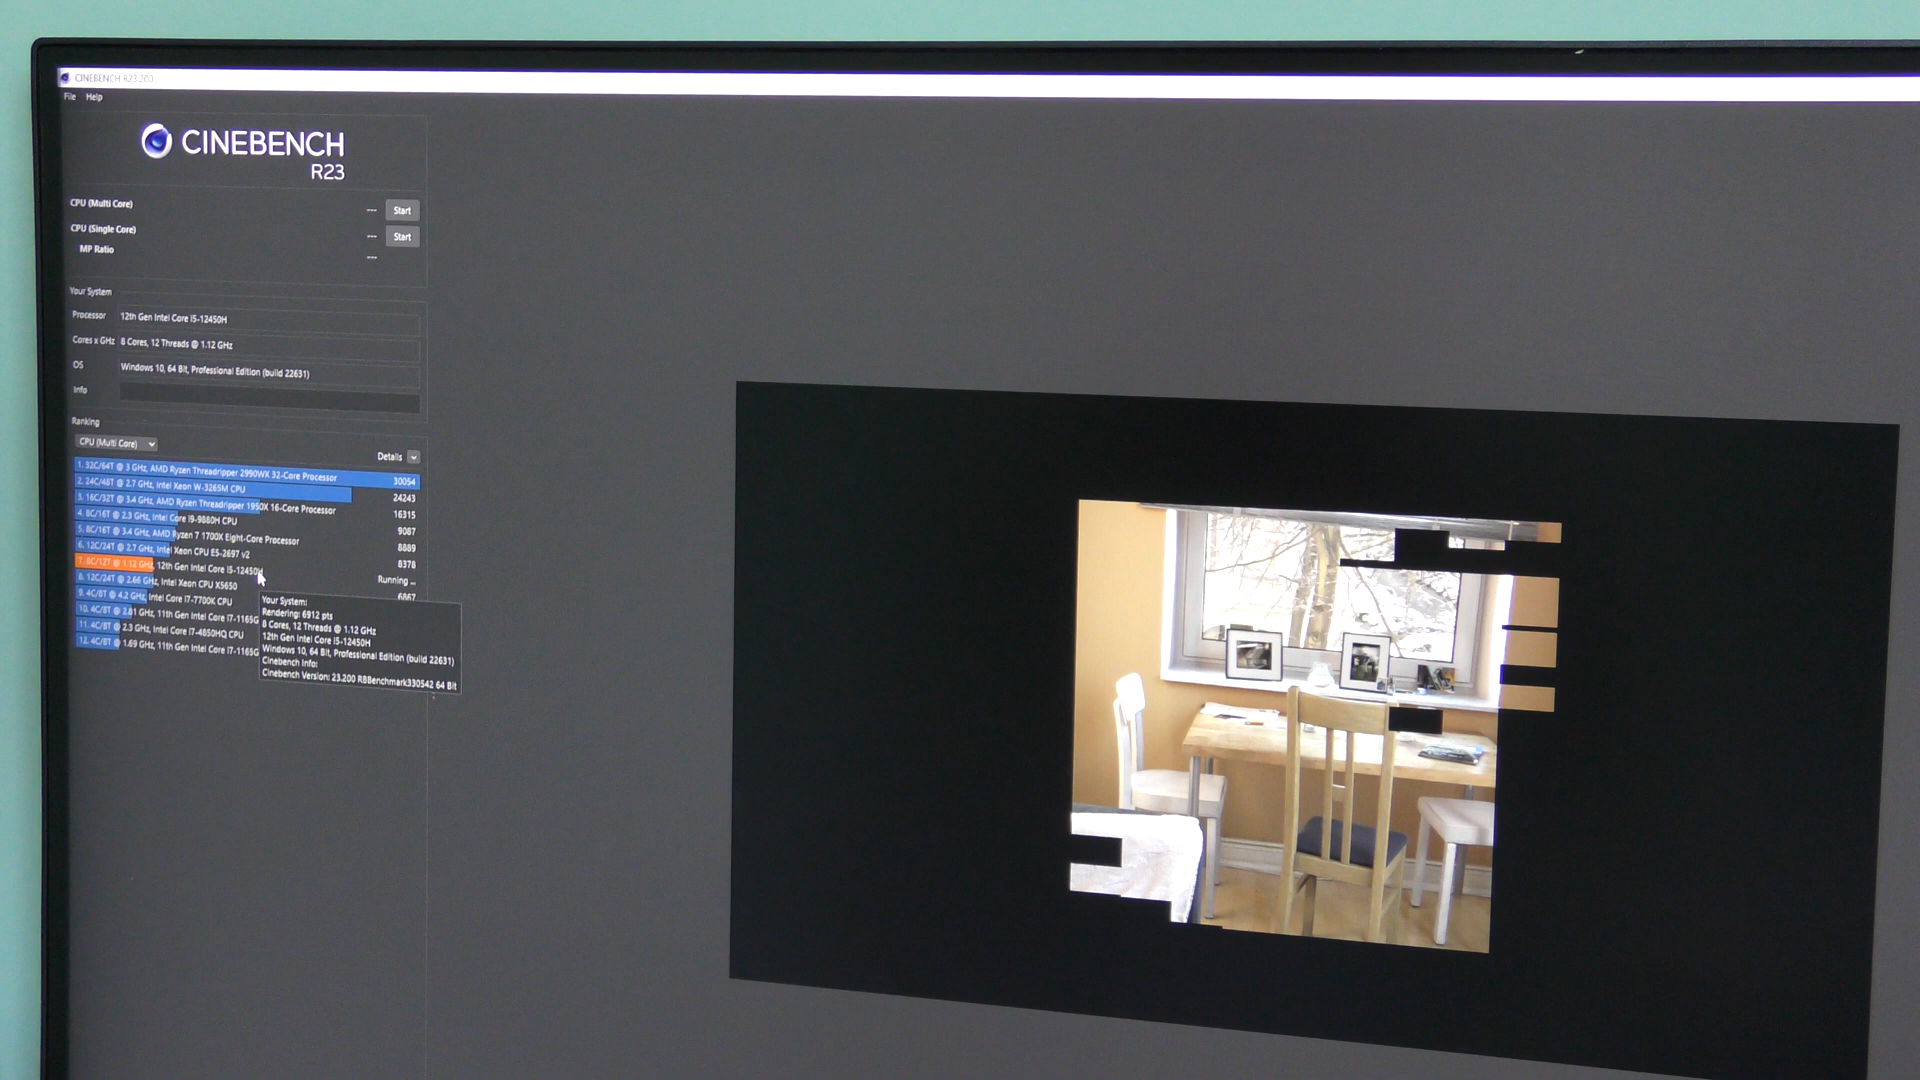 CINEBENCH R23.200
File Help
CINEBENCH
R23
CPU (Multi Core) --- Start
CPU (Single Core) --- Start
MP Ratio ---
Your System
Processor 12th Gen Intel Core i5-12450H
Cores x GHz 8 Cores, 12 Threads @ 1.12 GHz
OS Windows 10, 64 Bit, Professional Edition (build 22631)
Info
Ranking
CPU (Multi Core)
Details
1. 32C/64T @ 3 GHz, AMD Ryzen Threadripper 2990WX 32-Core Processor 30054
2. 24C/48T @ 2.7 GHz, Intel Xeon W-3265M CPU 24243
3. 16C/32T @ 3.4 GHz, AMD Ryzen Threadripper 1950X 16-Core Processor 16315
4. 8C/16T @ 2.3 GHz, Intel Core i9-9880H CPU 9087
5. 8C/16T @ 3.4 GHz, AMD Ryzen 7 1700X Eight-Core Processor 8889
6. 12C/24T @ 2.7 GHz, Intel Xeon CPU E5-2697 v2 8378
7. 8C/12T @ 1.12 GHz, 12th Gen Intel Core i5-12450H Running ...
8. 12C/24T @ 2.66 GHz, Intel Xeon CPU X5650 6867
9. 4C/8T @ 4.2 GHz, Intel Core i7-7700K CPU
10. 4C/8T @ 2.81 GHz, 11th Gen Intel Core i7-1165G
11. 4C/8T @ 2.3 GHz, Intel Core i7-4850HQ CPU
12. 4C/8T @ 1.69 GHz, 11th Gen Intel Core i7-1165G
Your System:
Rendering: 6912 pts
8 Cores, 12 Threads @ 1.12 GHz
12th Gen Intel Core i5-12450H
Windows 10, 64 Bit, Professional Edition (build 22631)
Cinebench Info:
Cinebench Version: 23.200 RBBenchmark330542 64 Bit